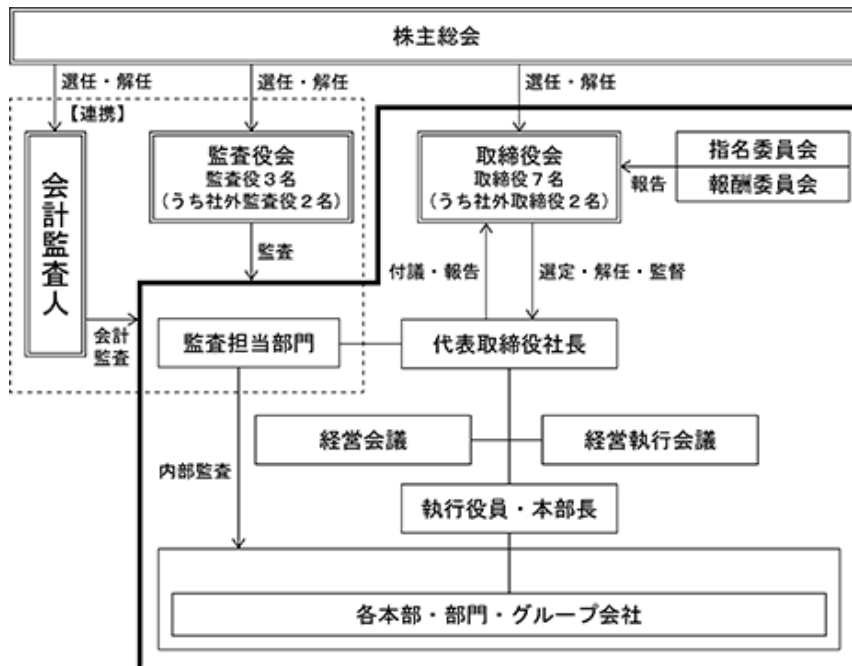 株主総会
選任・解任
選任・解任
選任・解任
【連携】
会計監査人
監査役会
監査役3名
(うち社外監査役2名)
取締役会
取締役7名
(うち社外取締役2名)
指名委員会
報酬委員会
報告
監査
付議・報告
選定・解任・監督
会計
監査
監査担当部門
代表取締役社長
経営会議
経営執行会議
内部監査
執行役員・本部長
各本部・部門・グループ会社